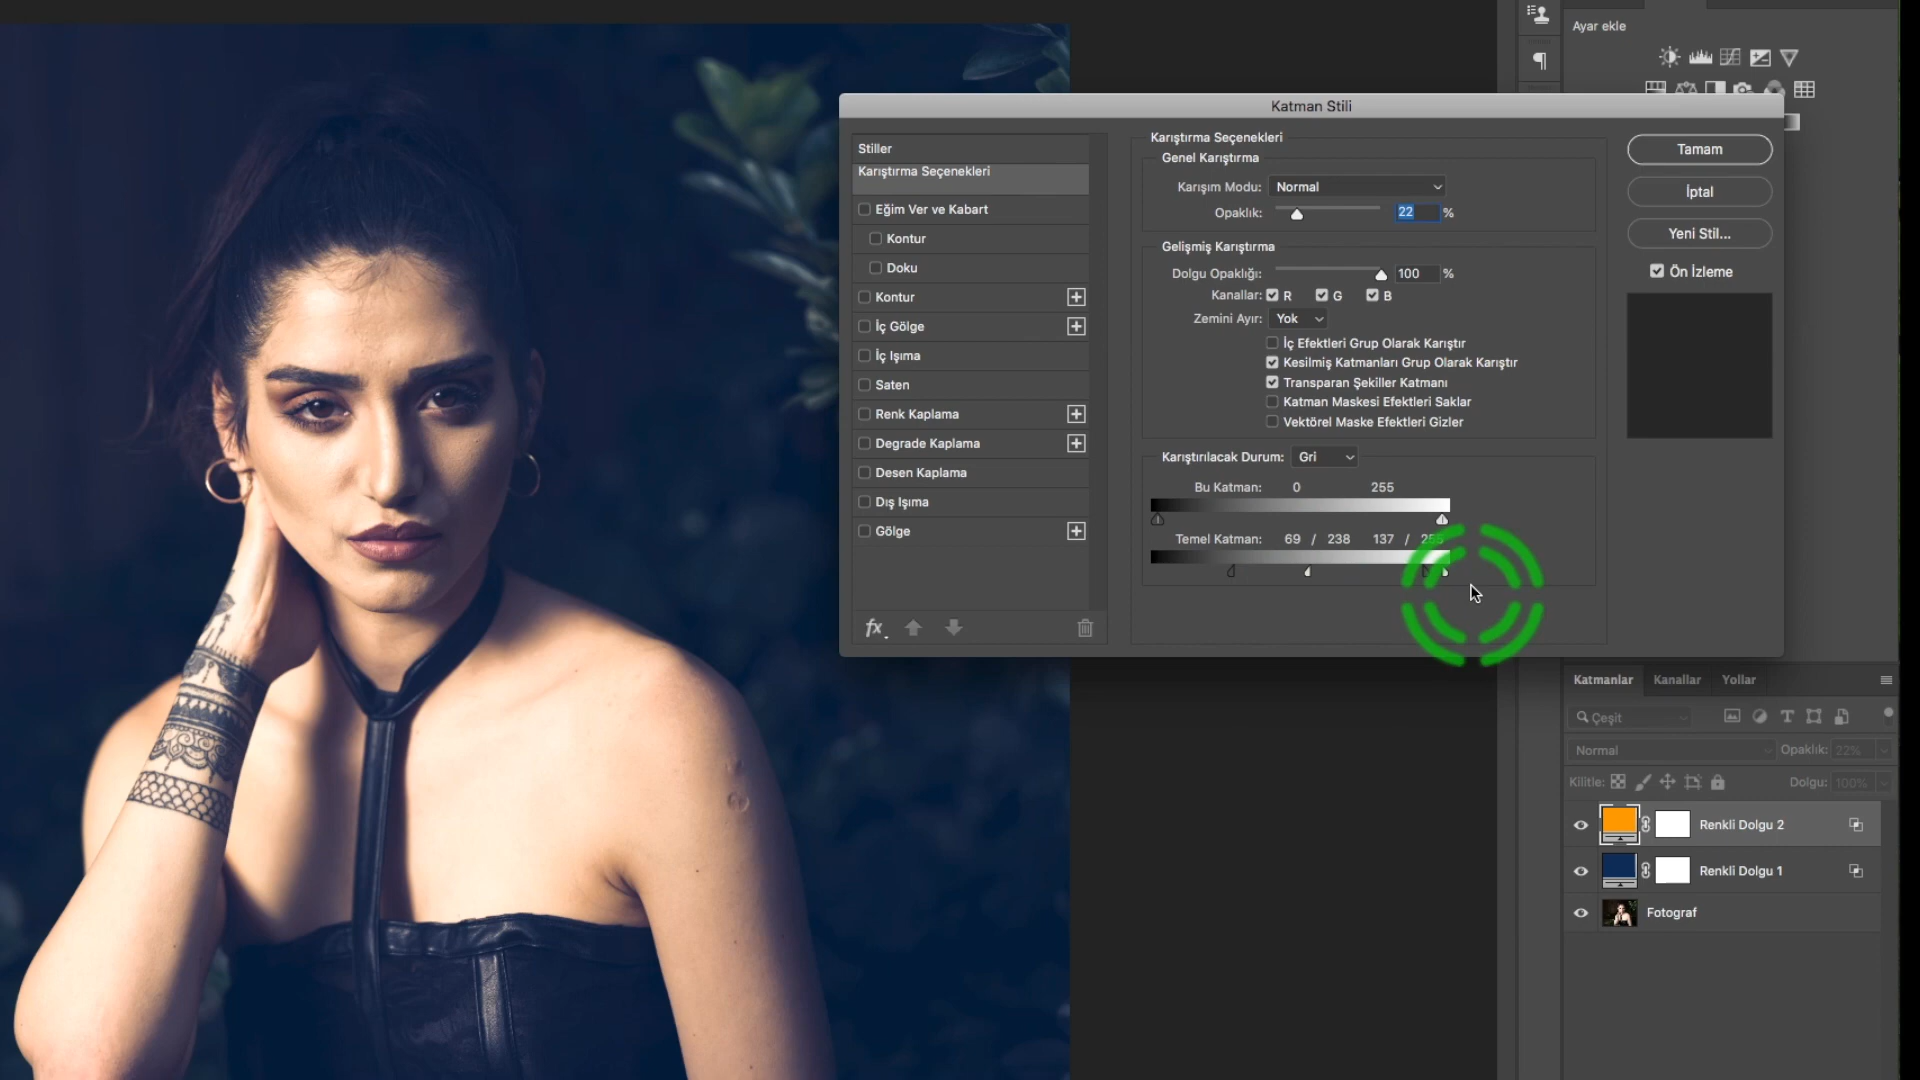 Ayar ekle
Katman Stili
Stiller
Karıştırma Seçenekleri
Eğim Ver ve Kabart
Kontur
Doku
Kontur
İç Gölge
İç Işıma
Saten
Renk Kaplama
Degrade Kaplama
Desen Kaplama
Dış Işıma
Gölge
fx
Karıştırma Seçenekleri
Genel Karıştırma
Karışım Modu: Normal
Opaklık: 22 %
Gelişmiş Karıştırma
Dolgu Opaklığı: 100 %
Kanallar: R G B
Zemini Ayır: Yok
İç Efektleri Grup Olarak Karıştır
Kesilmiş Katmanları Grup Olarak Karıştır
Transparan Şekiller Katmanı
Katman Maskesi Efektleri Saklar
Vektörel Maske Efektleri Gizler
Karıştırılacak Durum: Gri
Bu Katman: 0 255
Temel Katman: 69 / 238 137 / 255
Tamam
İptal
Yeni Stil...
Ön İzleme
Katmanlar Kanallar Yollar
Çeşit
Normal Opaklık: 22%
Kilitle: Dolgu: 100%
Renkli Dolgu 2
Renkli Dolgu 1
Fotograf